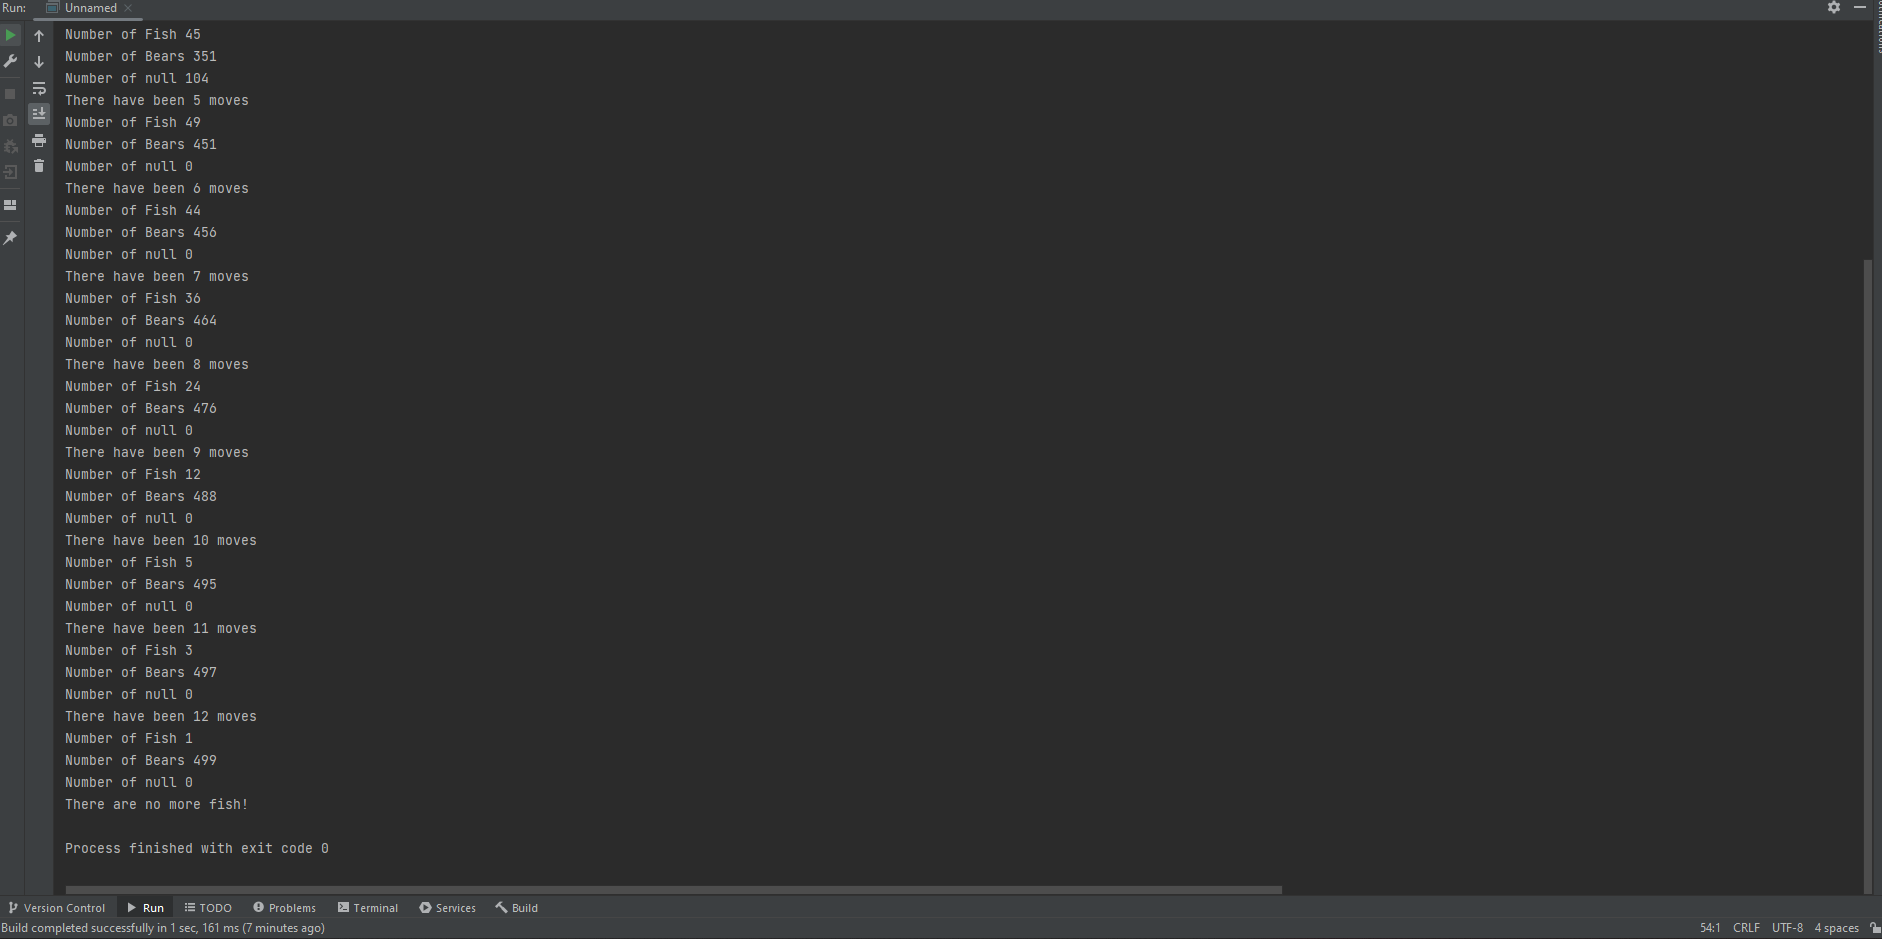 Run: Unnamed
Number of Fish 45
Number of Bears 351
Number of null 104
There have been 5 moves
Number of Fish 49
Number of Bears 451
Number of null 0
There have been 6 moves
Number of Fish 44
Number of Bears 456
Number of null 0
There have been 7 moves
Number of Fish 36
Number of Bears 464
Number of null 0
There have been 8 moves
Number of Fish 24
Number of Bears 476
Number of null 0
There have been 9 moves
Number of Fish 12
Number of Bears 488
Number of null 0
There have been 10 moves
Number of Fish 5
Number of Bears 495
Number of null 0
There have been 11 moves
Number of Fish 3
Number of Bears 497
Number of null 0
There have been 12 moves
Number of Fish 1
Number of Bears 499
Number of null 0
There are no more fish!
Process finished with exit code 0
Version Control Run TODO Problems Terminal Services Build
Build completed successfully in 1 sec, 161 ms (7 minutes ago) 54:1 CRLF UTF-8 4 spaces